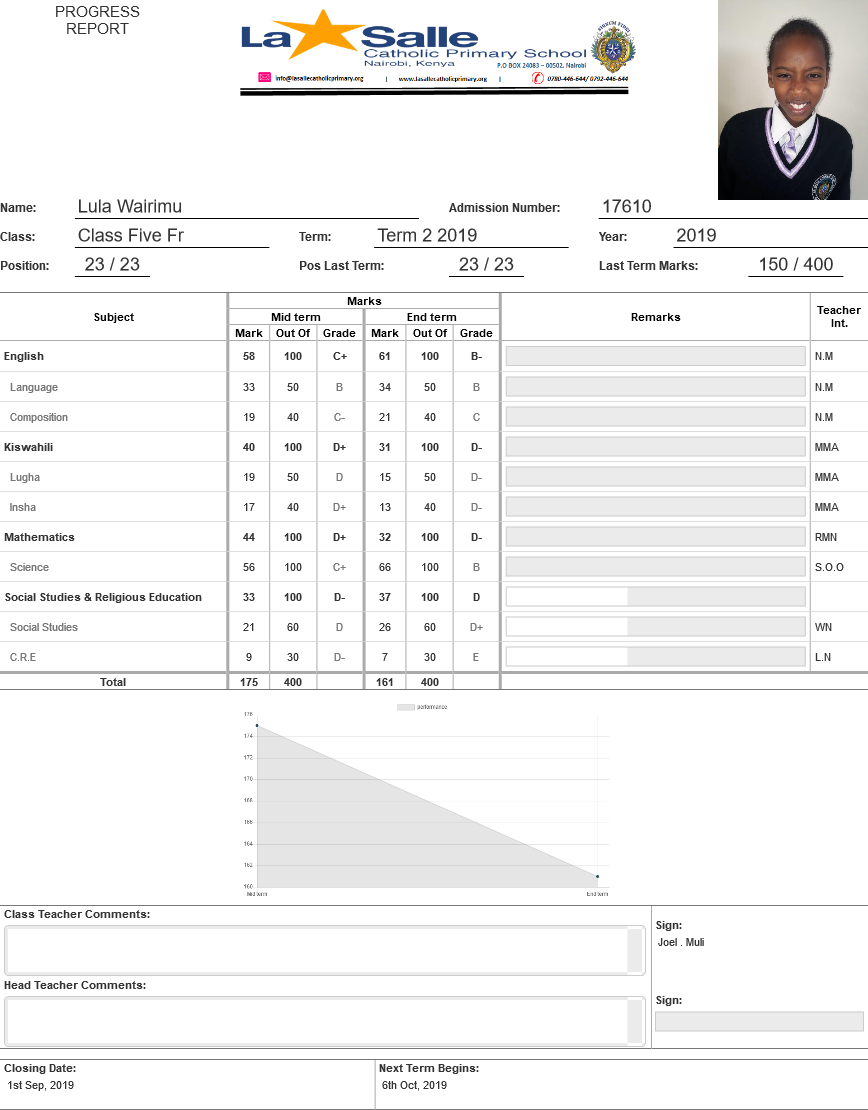 PROGRESS
REPORT
La Salle
Catholic Primary School
Nairobi, Kenya
P.O BOX 24083 – 00502, Nairobi
info@lasallecatholicprimary.org | www.lasallecatholicprimary.org | 0780-446-644/ 0792-446-644
Name: Lula Wairimu Admission Number: 17610
Class: Class Five Fr Term: Term 2 2019 Year: 2019
Position: 23 / 23 Pos Last Term: 23 / 23 Last Term Marks: 150 / 400
Subject Marks Remarks Teacher Int.
Mid term End term
Mark Out Of Grade Mark Out Of Grade
English 58 100 C+ 61 100 B- N.M
Language 33 50 B 34 50 B N.M
Composition 19 40 C- 21 40 C N.M
Kiswahili 40 100 D+ 31 100 D- MMA
Lugha 19 50 D 15 50 D- MMA
Insha 17 40 D+ 13 40 D- MMA
Mathematics 44 100 D+ 32 100 D- RMN
Science 56 100 C+ 66 100 B S.O.O
Social Studies & Religious Education 33 100 D- 37 100 D
Social Studies 21 60 D 26 60 D+ WN
C.R.E 9 30 D- 7 30 E L.N
Total 175 400 161 400
performance
176
174
172
170
168
166
164
162
160
Mid term End term
Class Teacher Comments:
Sign:
Joel . Muli
Head Teacher Comments:
Sign:
Closing Date: Next Term Begins:
1st Sep, 2019 6th Oct, 2019